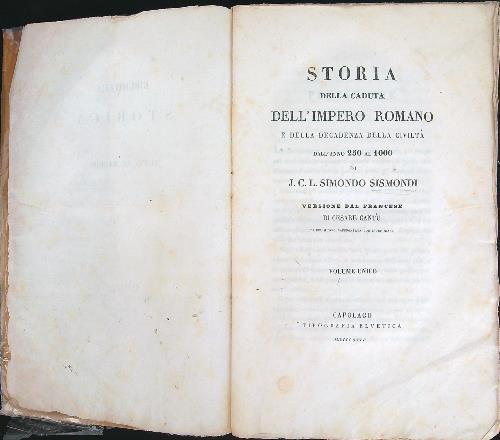 STORIA
DELLA CADUTA
DELL'IMPERO ROMANO
E DELLA DECADENZA DELLA CIVILTÀ
DALL'ANNO 250 AL 1000
DI
J. C. L. SIMONDO SISMONDI
VERSIONE DAL FRANCESE
DI CESARE CANTÙ
VOLUME UNICO
CAPOLAGO
TIPOGRAFIA ELVETICA